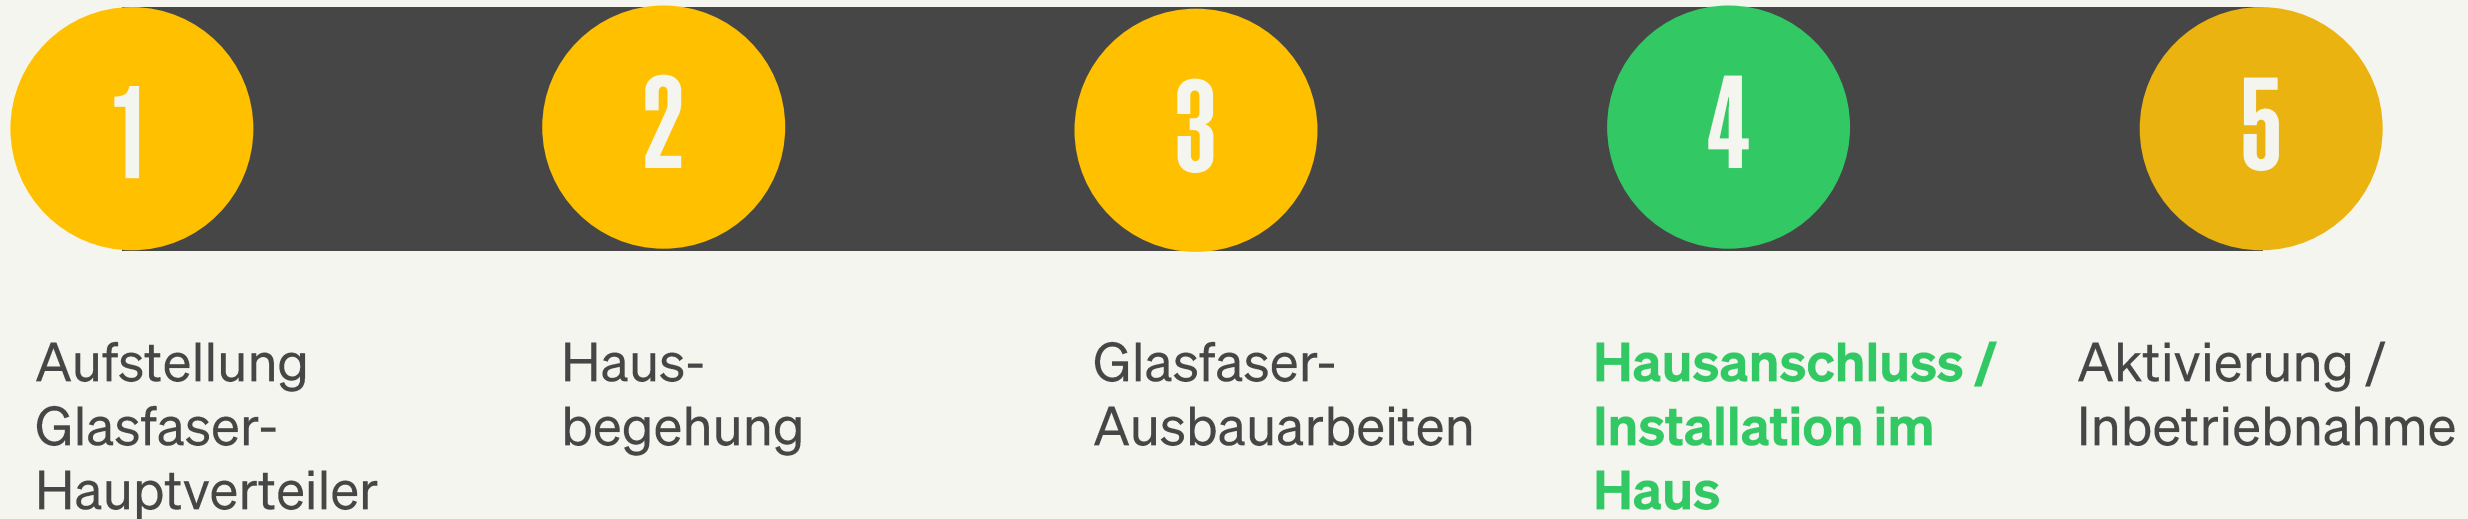 1
2
3
4
5
Aufstellung
Glasfaser-
Hauptverteiler
Haus-
begehung
Glasfaser-
Ausbauarbeiten
Hausanschluss /
Installation im
Haus
Aktivierung /
Inbetriebnahme